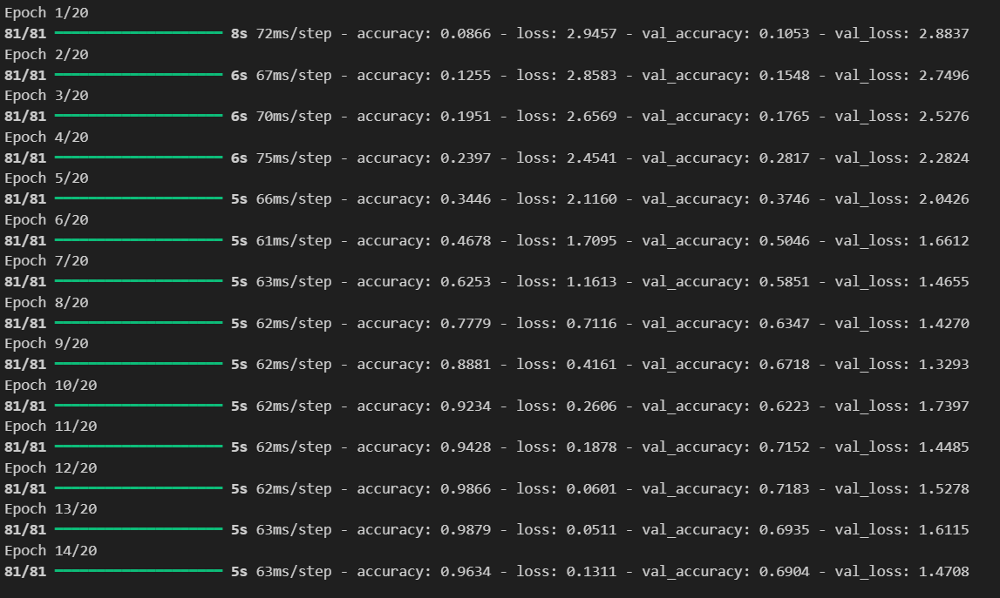 Epoch 1/20
81/81 ━━━━━━━━━━━━━━━━━━━━ 8s 72ms/step - accuracy: 0.0866 - loss: 2.9457 - val_accuracy: 0.1053 - val_loss: 2.8837
Epoch 2/20
81/81 ━━━━━━━━━━━━━━━━━━━━ 6s 67ms/step - accuracy: 0.1255 - loss: 2.8583 - val_accuracy: 0.1548 - val_loss: 2.7496
Epoch 3/20
81/81 ━━━━━━━━━━━━━━━━━━━━ 6s 70ms/step - accuracy: 0.1951 - loss: 2.6569 - val_accuracy: 0.1765 - val_loss: 2.5276
Epoch 4/20
81/81 ━━━━━━━━━━━━━━━━━━━━ 6s 75ms/step - accuracy: 0.2397 - loss: 2.4541 - val_accuracy: 0.2817 - val_loss: 2.2824
Epoch 5/20
81/81 ━━━━━━━━━━━━━━━━━━━━ 5s 66ms/step - accuracy: 0.3446 - loss: 2.1160 - val_accuracy: 0.3746 - val_loss: 2.0426
Epoch 6/20
81/81 ━━━━━━━━━━━━━━━━━━━━ 5s 61ms/step - accuracy: 0.4678 - loss: 1.7095 - val_accuracy: 0.5046 - val_loss: 1.6612
Epoch 7/20
81/81 ━━━━━━━━━━━━━━━━━━━━ 5s 63ms/step - accuracy: 0.6253 - loss: 1.1613 - val_accuracy: 0.5851 - val_loss: 1.4655
Epoch 8/20
81/81 ━━━━━━━━━━━━━━━━━━━━ 5s 62ms/step - accuracy: 0.7779 - loss: 0.7116 - val_accuracy: 0.6347 - val_loss: 1.4270
Epoch 9/20
81/81 ━━━━━━━━━━━━━━━━━━━━ 5s 62ms/step - accuracy: 0.8881 - loss: 0.4161 - val_accuracy: 0.6718 - val_loss: 1.3293
Epoch 10/20
81/81 ━━━━━━━━━━━━━━━━━━━━ 5s 62ms/step - accuracy: 0.9234 - loss: 0.2606 - val_accuracy: 0.6223 - val_loss: 1.7397
Epoch 11/20
81/81 ━━━━━━━━━━━━━━━━━━━━ 5s 62ms/step - accuracy: 0.9428 - loss: 0.1878 - val_accuracy: 0.7152 - val_loss: 1.4485
Epoch 12/20
81/81 ━━━━━━━━━━━━━━━━━━━━ 5s 62ms/step - accuracy: 0.9866 - loss: 0.0601 - val_accuracy: 0.7183 - val_loss: 1.5278
Epoch 13/20
81/81 ━━━━━━━━━━━━━━━━━━━━ 5s 63ms/step - accuracy: 0.9879 - loss: 0.0511 - val_accuracy: 0.6935 - val_loss: 1.6115
Epoch 14/20
81/81 ━━━━━━━━━━━━━━━━━━━━ 5s 63ms/step - accuracy: 0.9634 - loss: 0.1311 - val_accuracy: 0.6904 - val_loss: 1.4708